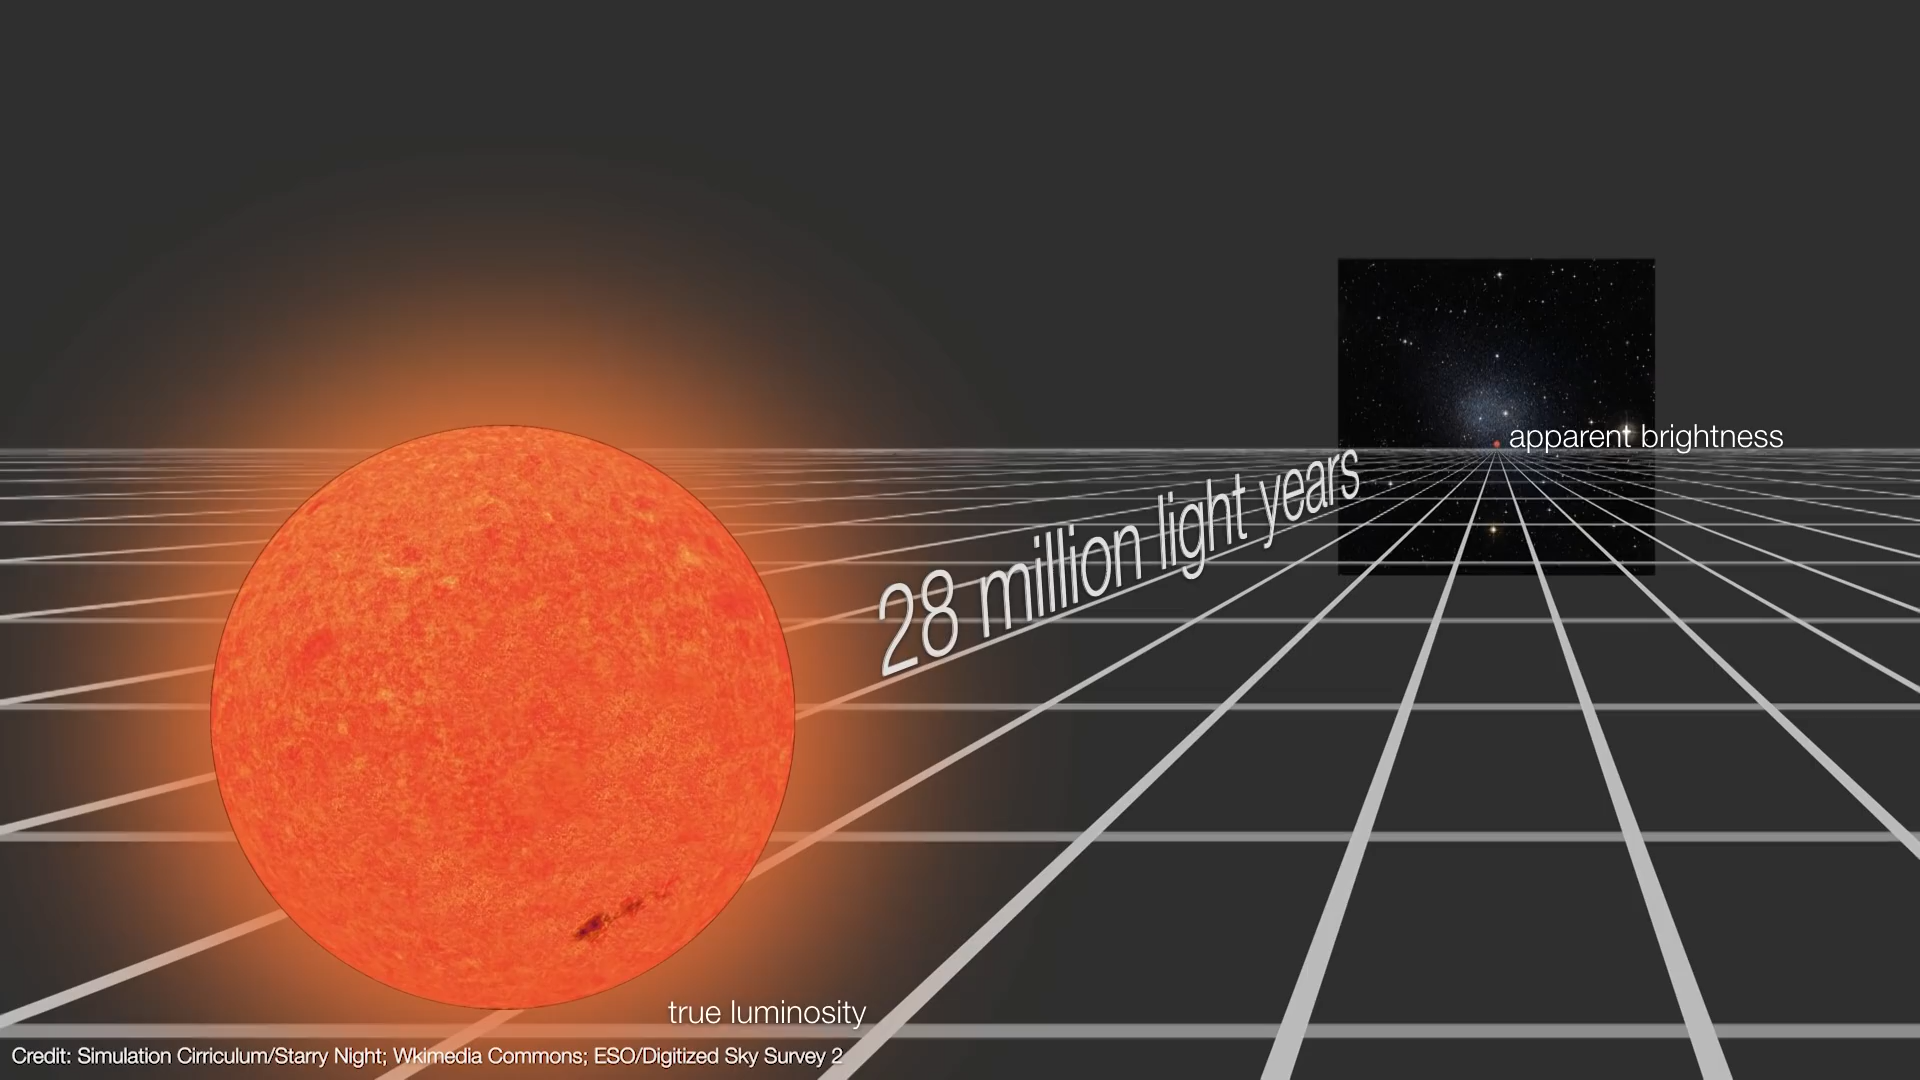 apparent brightness
28 million light years
true luminosity
Credit: Simulation Cirriculum/Starry Night; Wkimedia Commons; ESO/Digitized Sky Survey 2